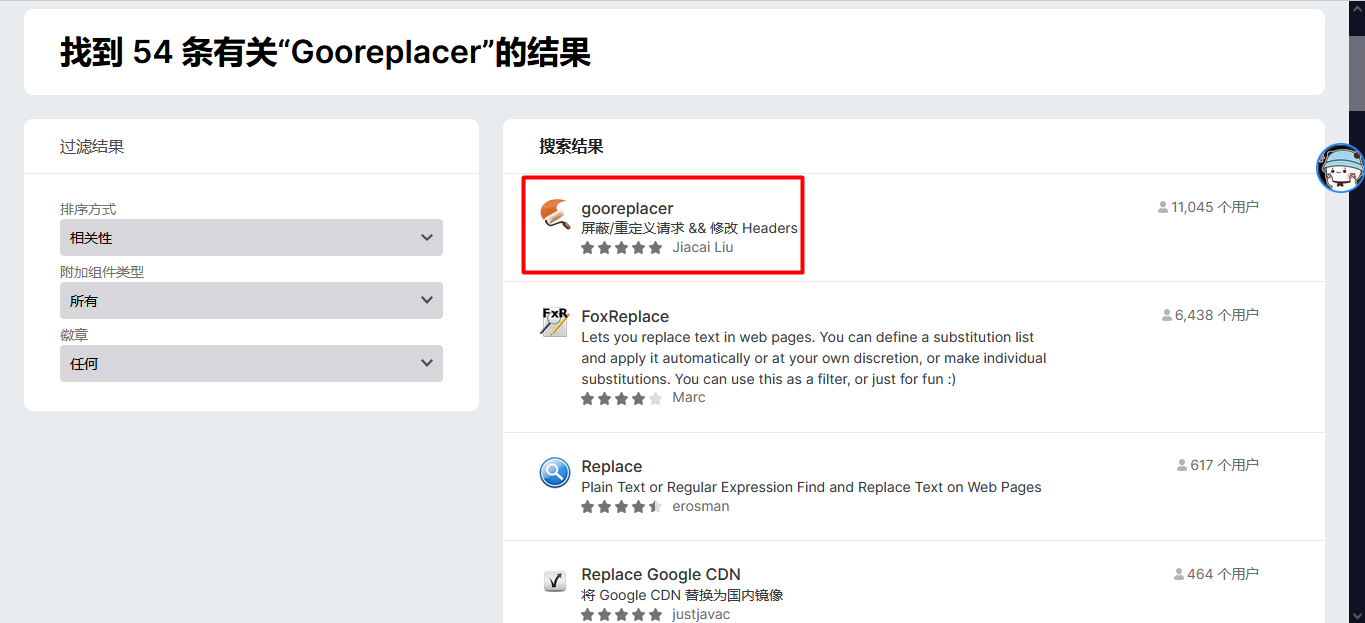 找到 54 条有关“Gooreplacer”的结果
过滤结果
排序方式
相关性
附加组件类型
所有
徽章
任何
搜索结果
gooreplacer
11,045 个用户
屏蔽/重定义请求 && 修改 Headers
Jiacai Liu
FxR
FoxReplace
6,438 个用户
Lets you replace text in web pages. You can define a substitution list
and apply it automatically or at your own discretion, or make individual
substitutions. You can use this as a filter, or just for fun :)
Marc
Replace
617 个用户
Plain Text or Regular Expression Find and Replace Text on Web Pages
erosman
Replace Google CDN
464 个用户
将 Google CDN 替换为国内镜像
justjavac